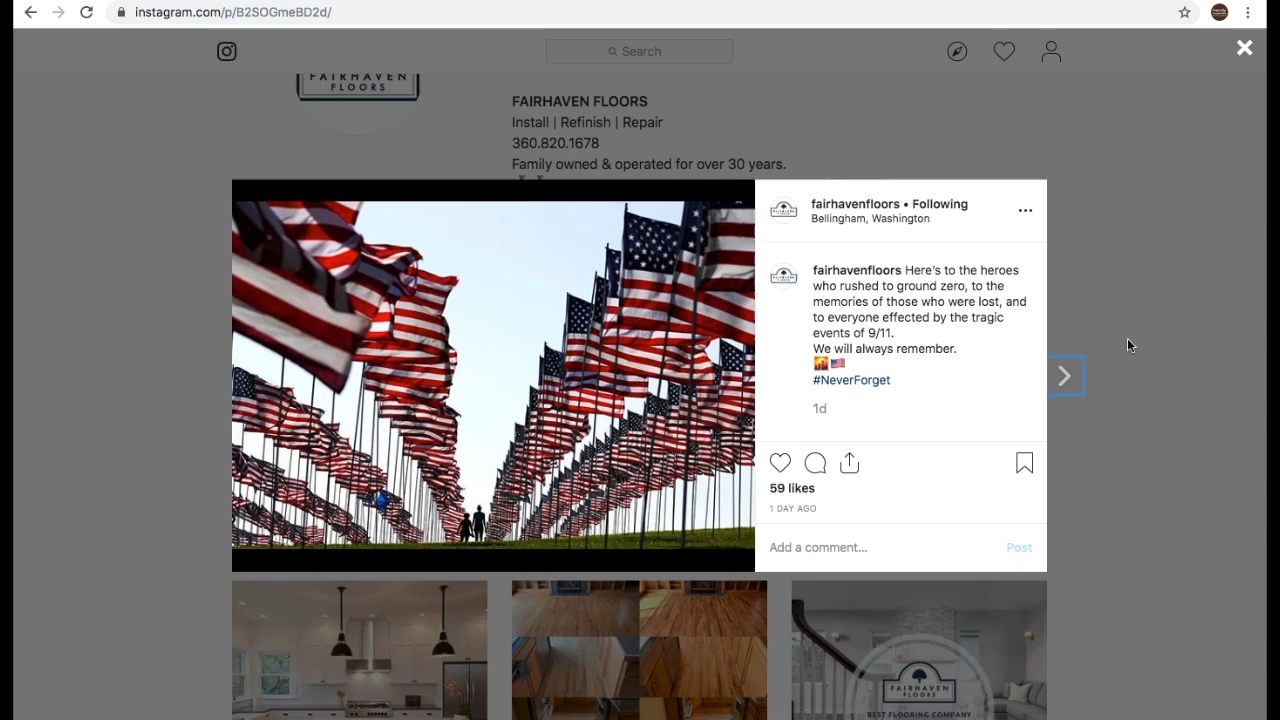 instagram.com/p/B2SOGmeBD2d/
Search
FAIRHAVEN
FLOORS
FAIRHAVEN FLOORS
Install | Refinish | Repair
360.820.1678
Family owned & operated for over 30 years.
fairhavenfloors • Following
Bellingham, Washington
fairhavenfloors Here's to the heroes
who rushed to ground zero, to the
memories of those who were lost, and
to everyone effected by the tragic
events of 9/11.
We will always remember.
🌇🇺🇸
#NeverForget
1d
59 likes
1 DAY AGO
Add a comment...
Post
FAIRHAVEN
FLOORS
BEST FLOORING COMPANY